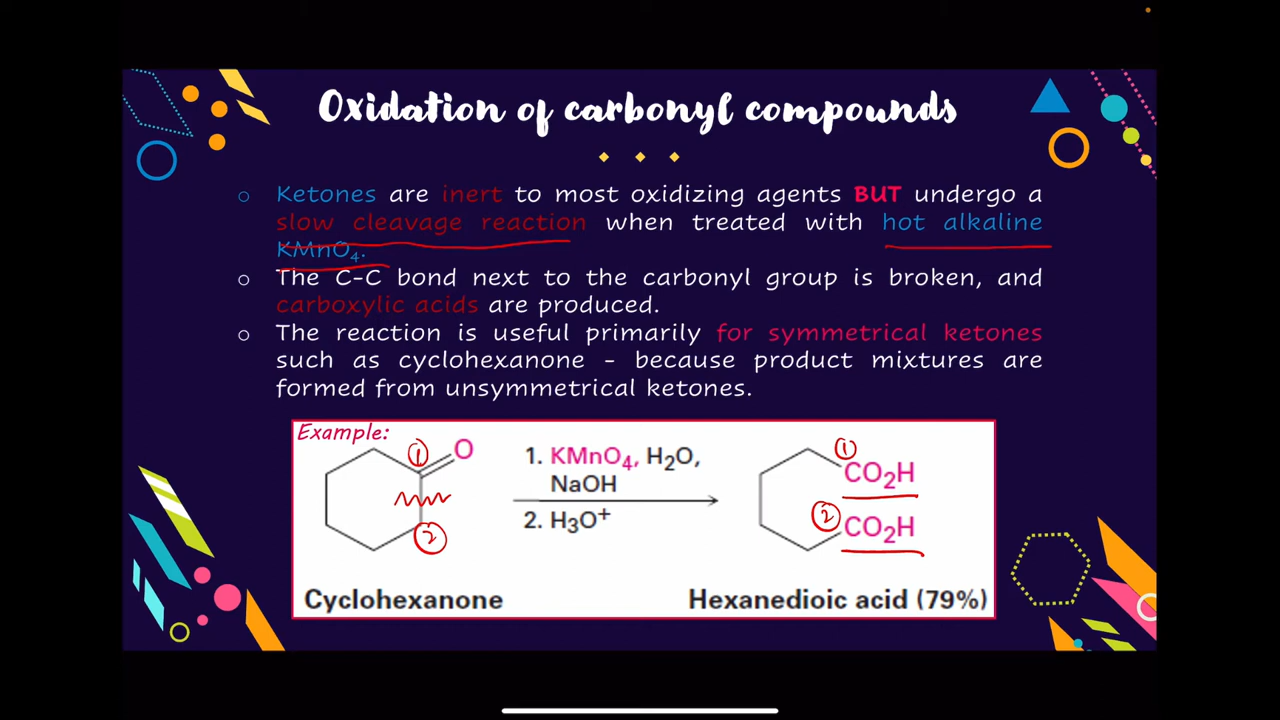 Oxidation of carbonyl compounds
Ketones are inert to most oxidizing agents BUT undergo a
slow cleavage reaction when treated with hot alkaline
KMnO₄.
The C-C bond next to the carbonyl group is broken, and
carboxylic acids are produced.
The reaction is useful primarily for symmetrical ketones
such as cyclohexanone - because product mixtures are
formed from unsymmetrical ketones.
Example:
① O
②
1. KMnO₄, H₂O,
NaOH
2. H₃O⁺
① CO₂H
② CO₂H
Cyclohexanone
Hexanedioic acid (79%)